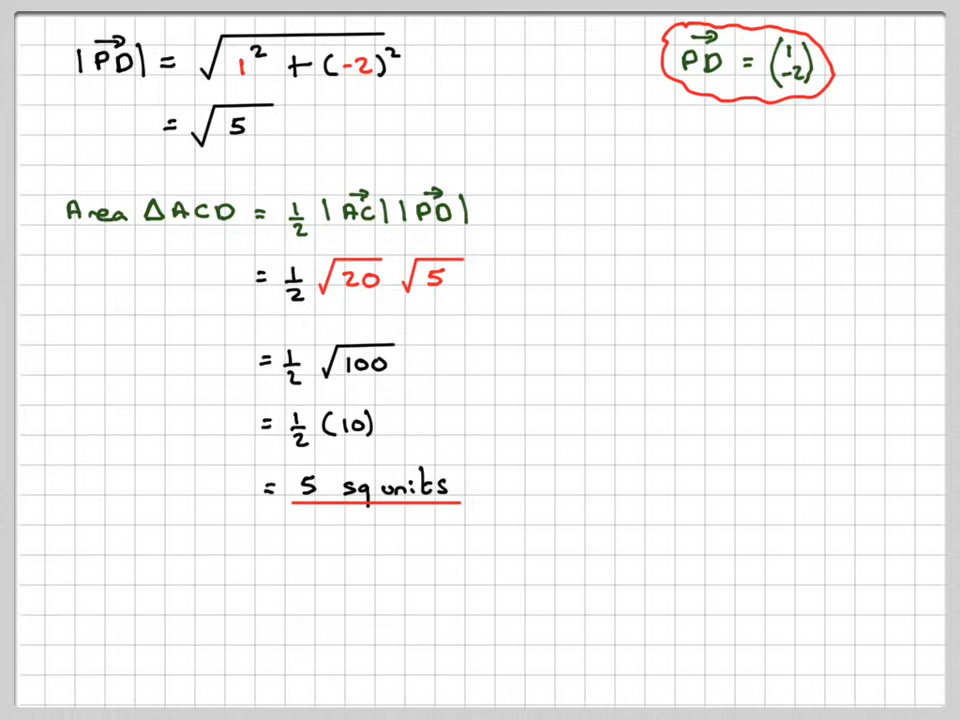 |PD⃗| = √(1² + (-2)²)
PD⃗ = (1 -2)
= √5
Area △ACD = ½ |AC⃗| |PD⃗|
= ½ √20 √5
= ½ √100
= ½ (10)
= 5 sq units